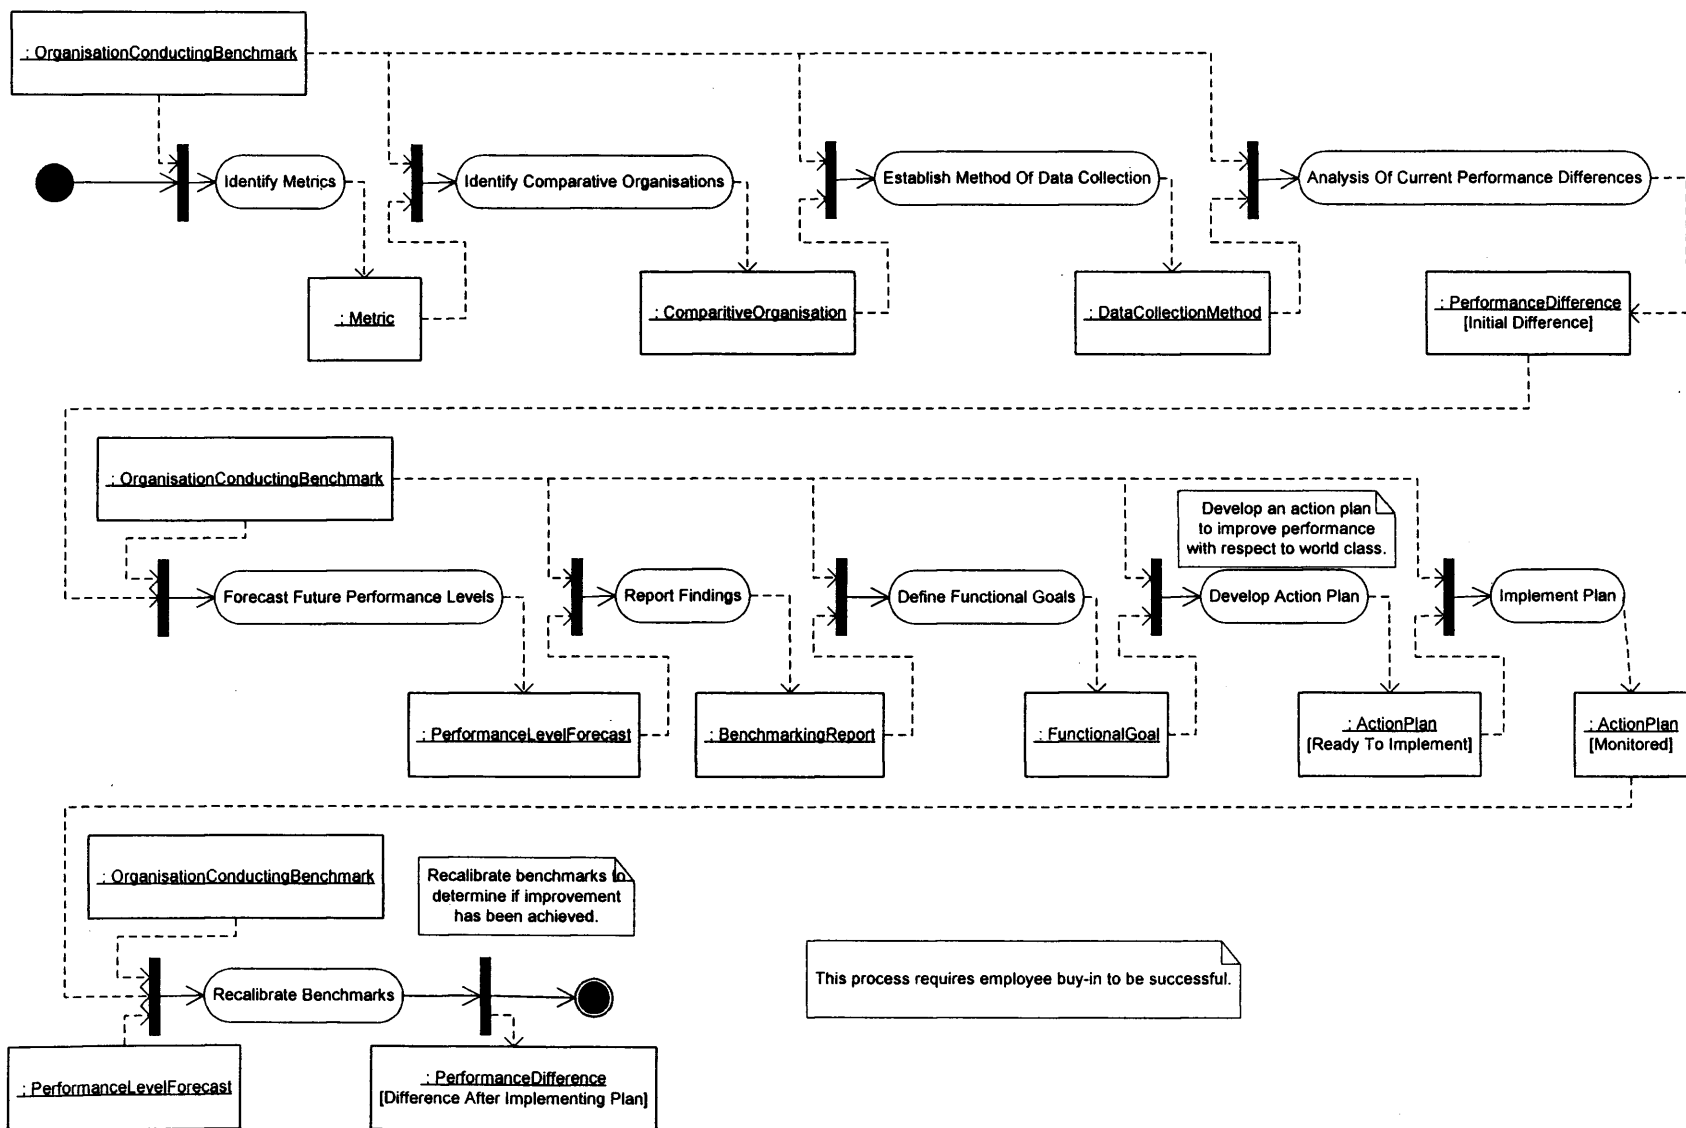 : OrganisationConductingBenchmark
Identify Metrics
Identify Comparative Organisations
Establish Method Of Data Collection
Analysis Of Current Performance Differences
: Metric
: ComparitiveOrganisation
: DataCollectionMethod
: PerformanceDifference
[Initial Difference]
: OrganisationConductingBenchmark
Develop an action plan
to improve performance
with respect to world class.
Forecast Future Performance Levels
Report Findings
Define Functional Goals
Develop Action Plan
Implement Plan
: PerformanceLevelForecast
: BenchmarkingReport
: FunctionalGoal
: ActionPlan
[Ready To Implement]
: ActionPlan
[Monitored]
: OrganisationConductingBenchmark
Recalibrate benchmarks to
determine if improvement
has been achieved.
This process requires employee buy-in to be successful.
Recalibrate Benchmarks
: PerformanceLevelForecast
: PerformanceDifference
[Difference After Implementing Plan]